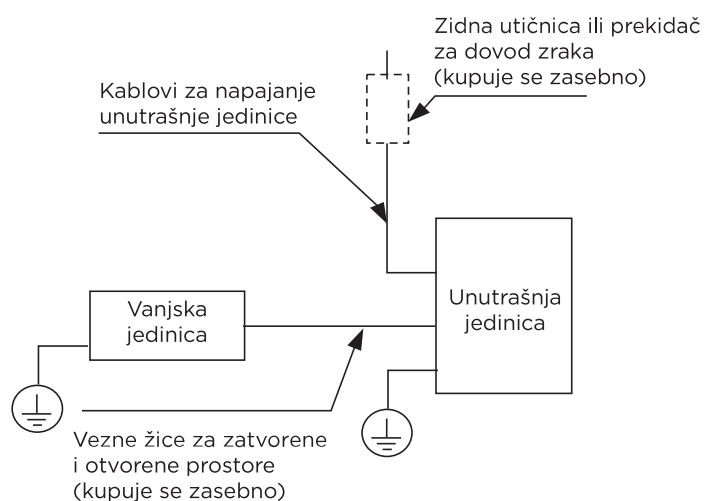 Zidna utičnica ili prekidač
za dovod zraka
(kupuje se zasebno)
Kablovi za napajanje
unutrašnje jedinice
Unutrašnja
jedinica
Vanjska
jedinica
Vezne žice za zatvorene
i otvorene prostore
(kupuje se zasebno)